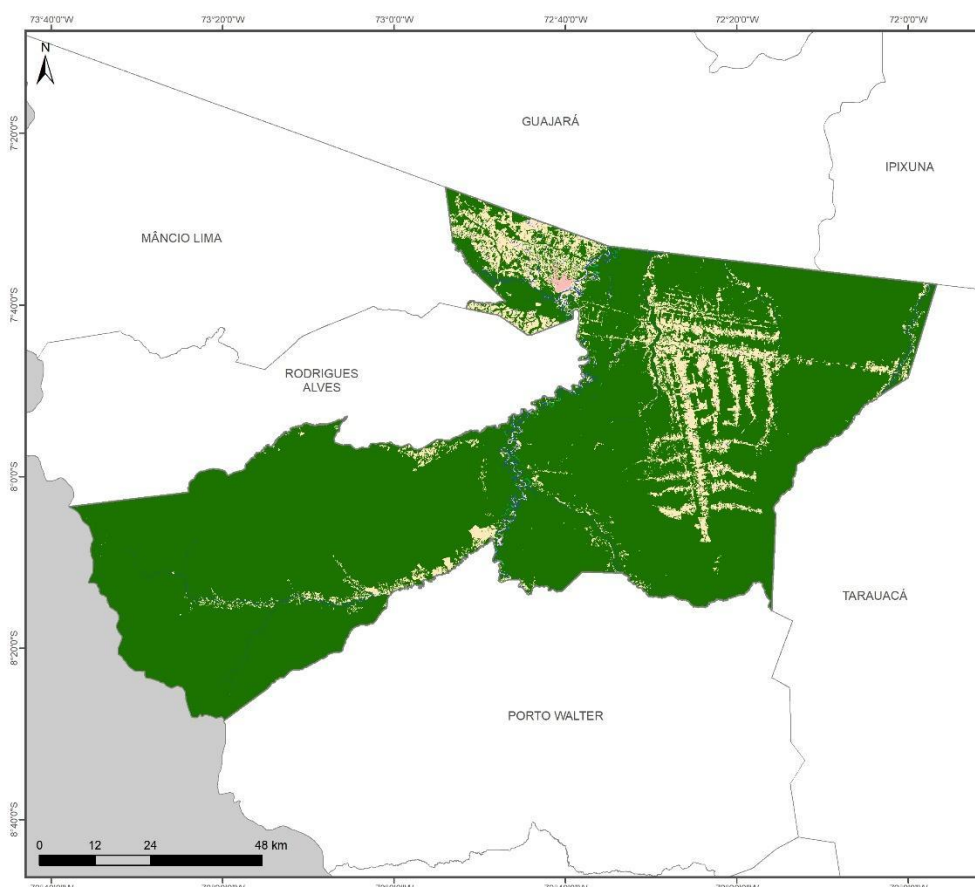 73°40'0"W 73°20'0"W 73°0'0"W 72°40'0"W 72°20'0"W 72°0'0"W
N
7°20'0"S
7°40'0"S
8°0'0"S
8°20'0"S
8°40'0"S
GUAJARÁ
IPIXUNA
MÂNCIO LIMA
RODRIGUES
ALVES
TARAUACÁ
PORTO WALTER
0 12 24 48 km